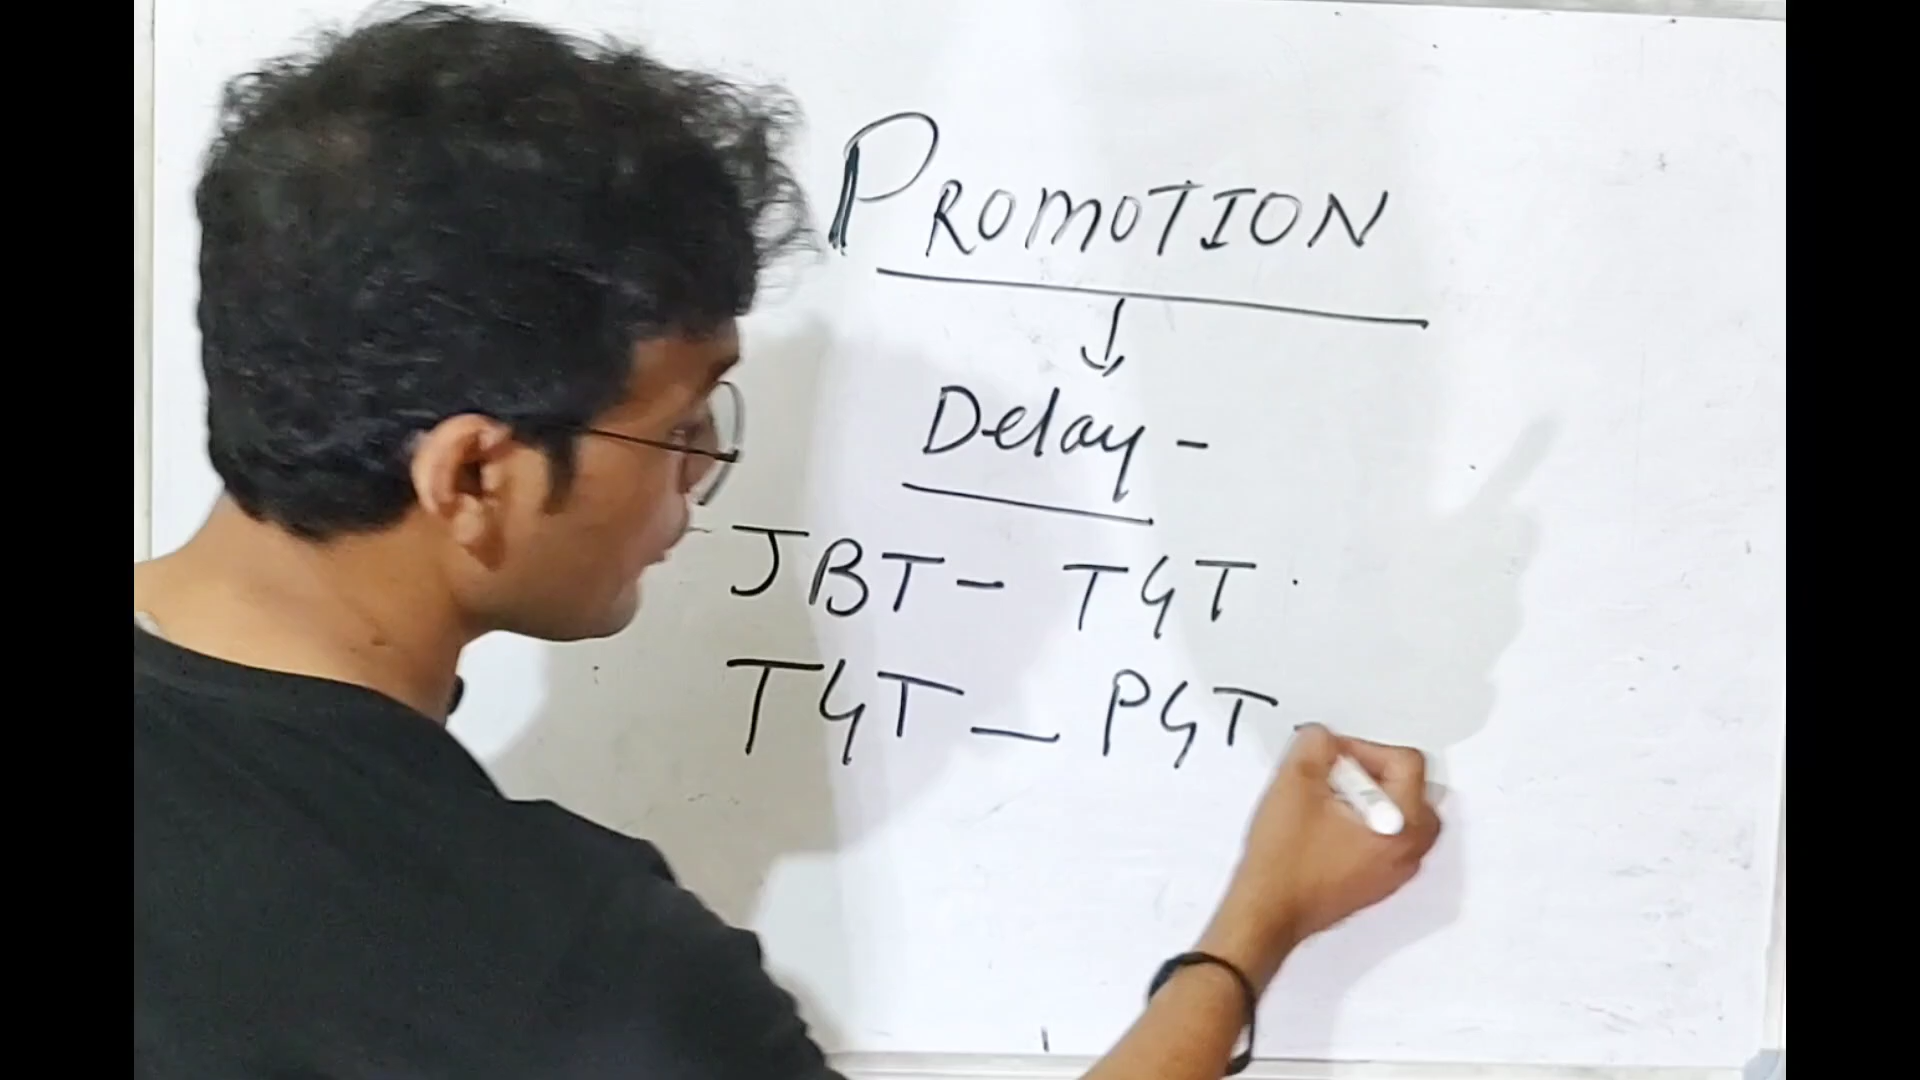 PROMOTION
↓
Delay -
JBT - TGT
TGT - PGT -